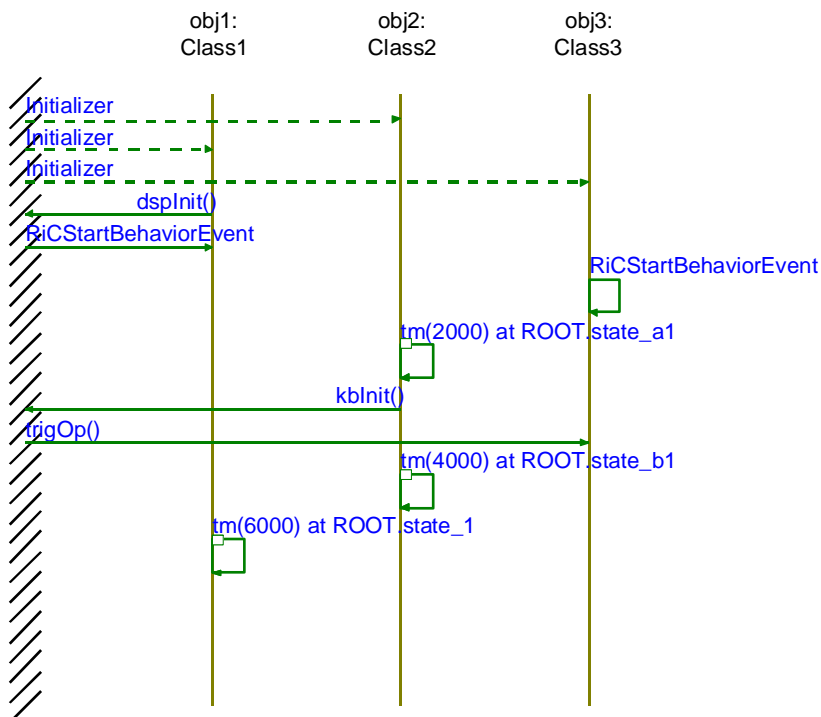 obj1:
Class1
obj2:
Class2
obj3:
Class3
Initializer
Initializer
Initializer
dspInit()
RiCStartBehaviorEvent
RiCStartBehaviorEvent
tm(2000) at ROOT.state_a1
kbInit()
trigOp()
tm(4000) at ROOT.state_b1
tm(6000) at ROOT.state_1